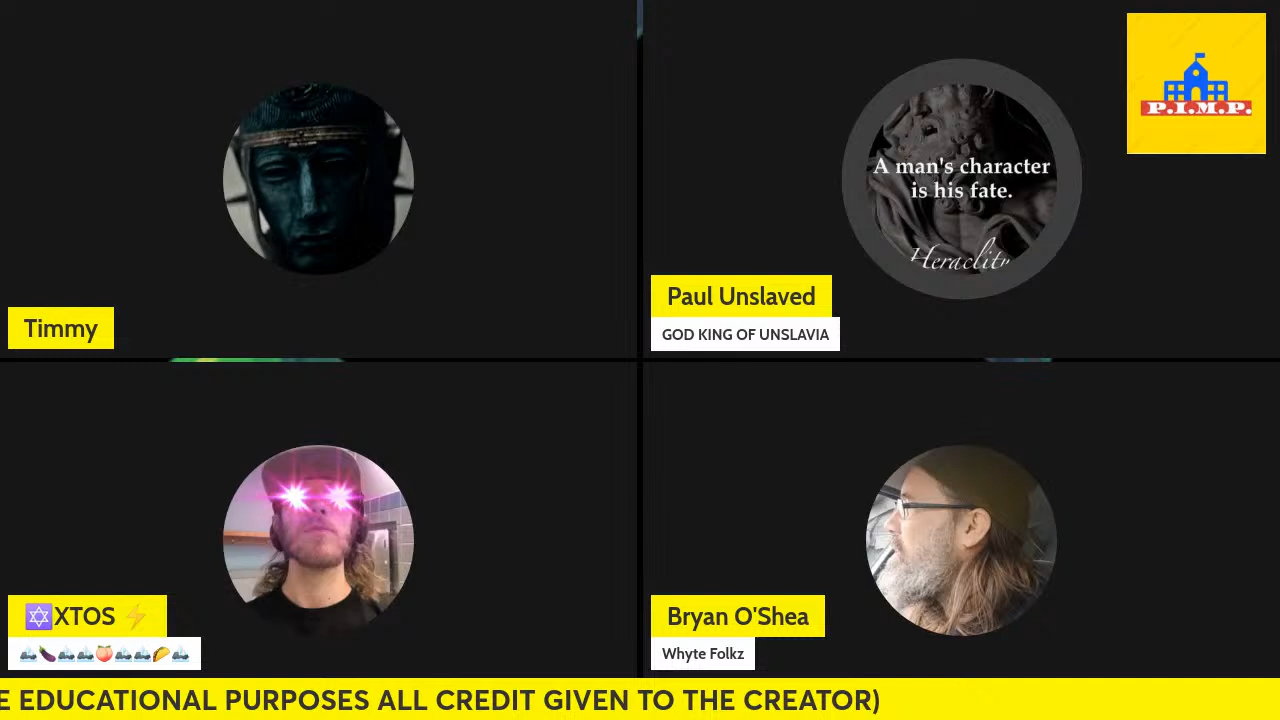 P.I.M.P.
A man's character
is his fate.
Timmy
Paul Unslaved
GOD KING OF UNSLAVIA
🔯XTOS ⚡
Bryan O'Shea
Whyte Folkz
E EDUCATIONAL PURPOSES ALL CREDIT GIVEN TO THE CREATOR)